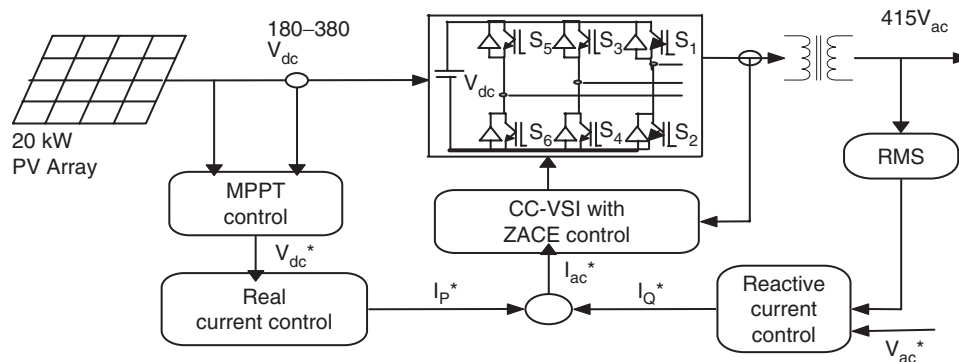 180–380
V_dc
415V_ac
S_5
S_3
S_1
V_dc
S_6
S_4
S_2
20 kW
PV Array
RMS
MPPT
control
CC-VSI with
ZACE control
V_dc*
I_ac*
Real
current control
I_P*
I_Q*
Reactive
current
control
V_ac*